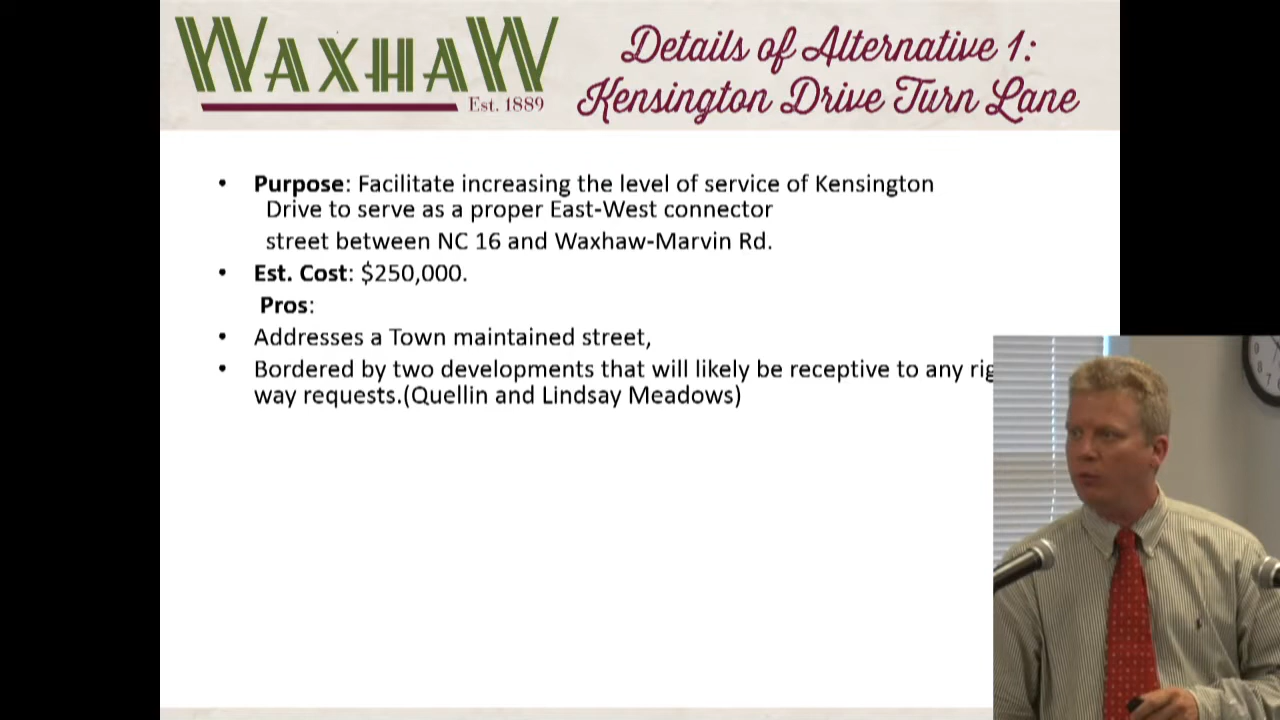 WAXHAW
Est. 1889
Details of Alternative 1:
Kensington Drive Turn Lane
• Purpose: Facilitate increasing the level of service of Kensington
Drive to serve as a proper East-West connector
street between NC 16 and Waxhaw-Marvin Rd.
• Est. Cost: $250,000.
Pros:
• Addresses a Town maintained street,
• Bordered by two developments that will likely be receptive to any
way requests.(Quellin and Lindsay Meadows)